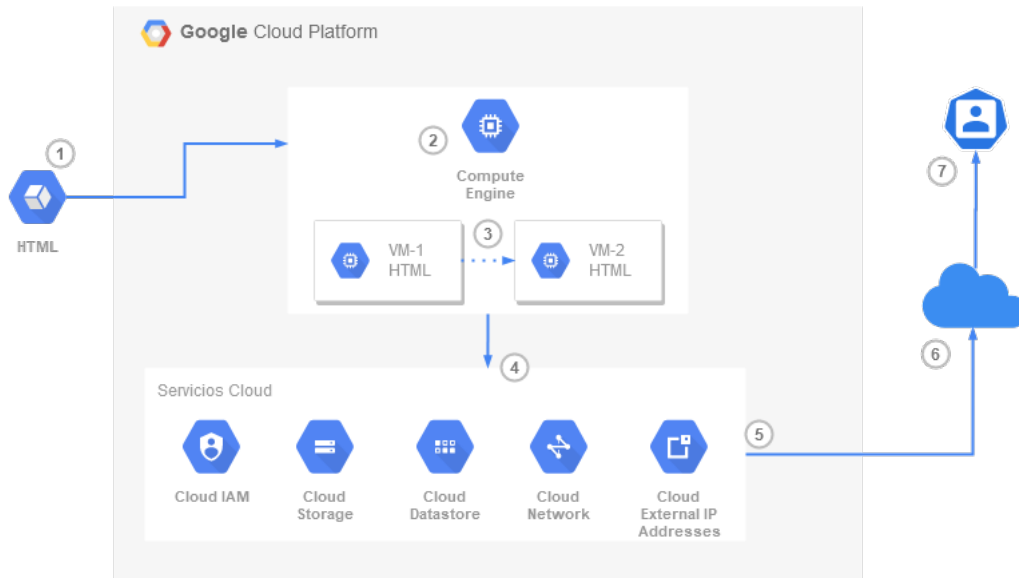 Google Cloud Platform
1
HTML
2
Compute
Engine
VM-1
HTML
3
VM-2
HTML
4
Servicios Cloud
Cloud IAM
Cloud
Storage
Cloud
Datastore
Cloud
Network
Cloud
External IP
Addresses
5
6
7